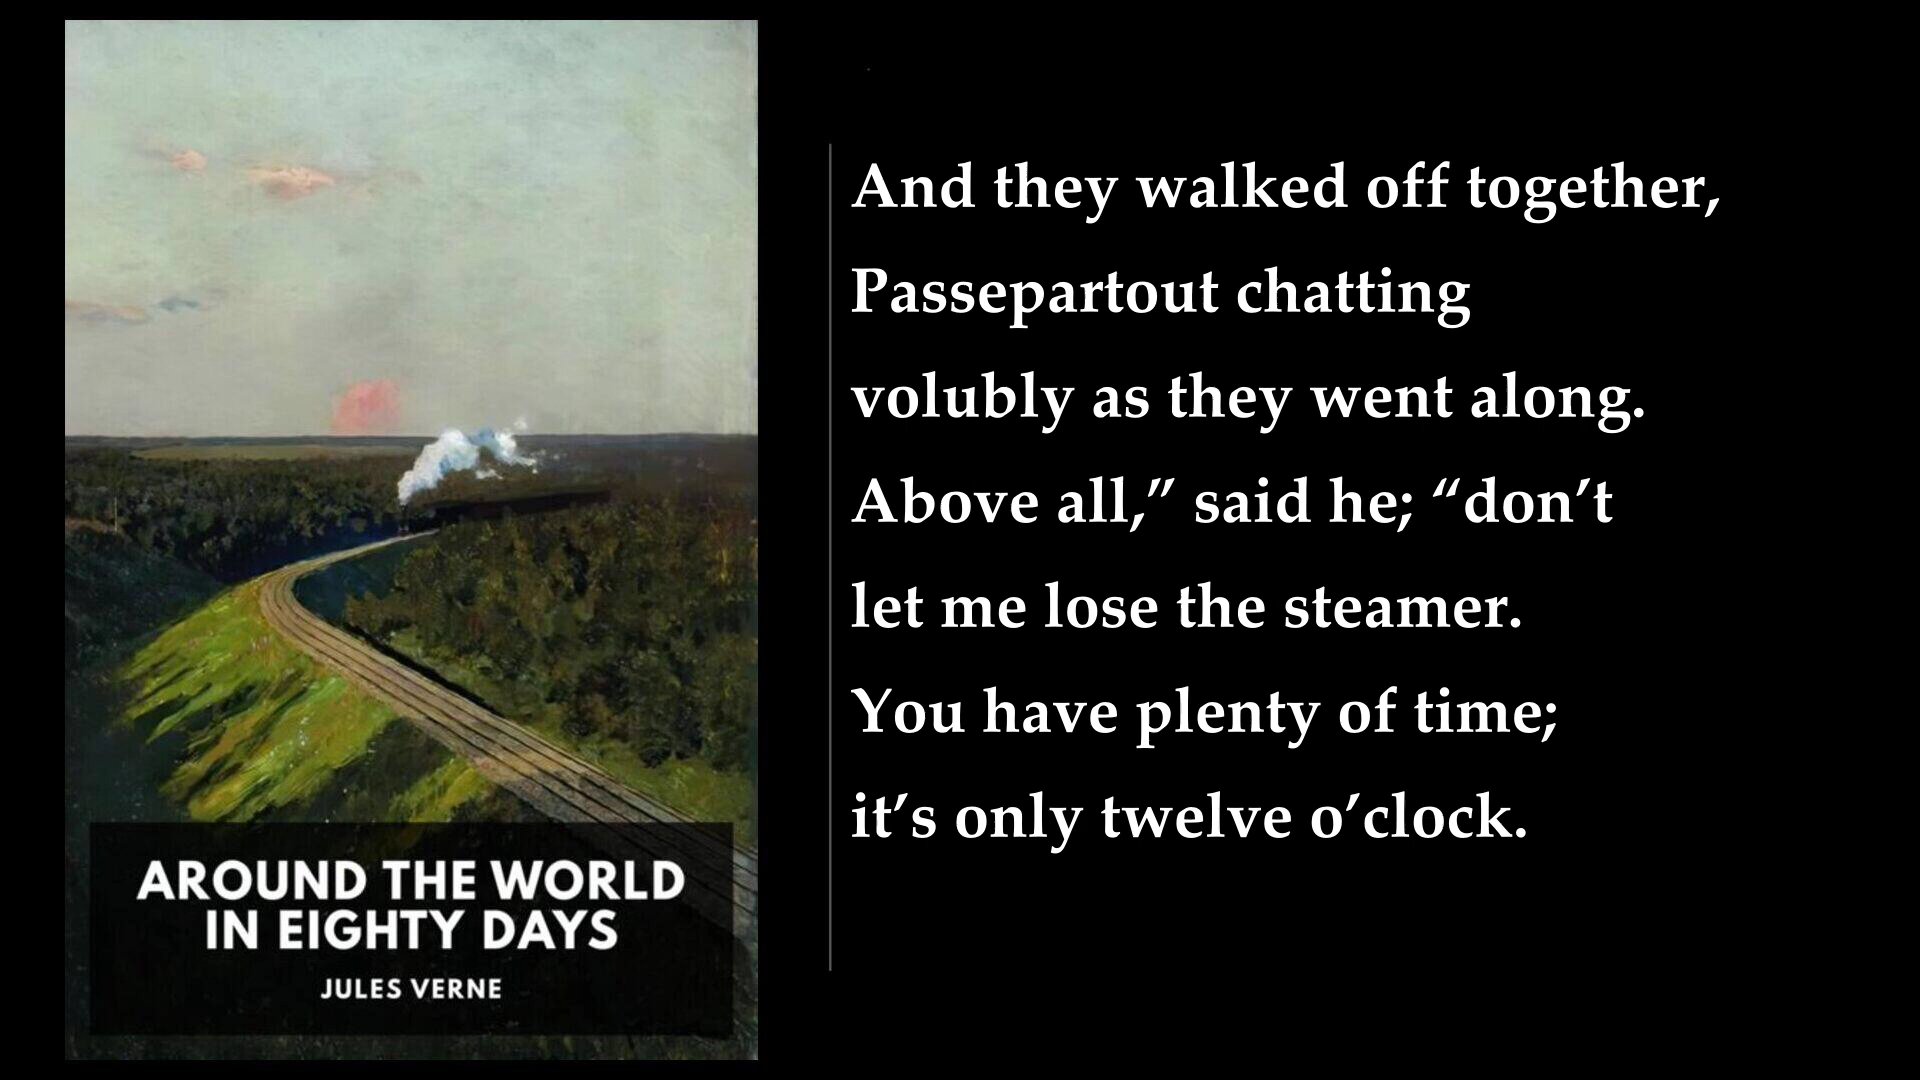 AROUND THE WORLD
IN EIGHTY DAYS
JULES VERNE
And they walked off together,
Passepartout chatting
volubly as they went along.
Above all,” said he; “don’t
let me lose the steamer.
You have plenty of time;
it’s only twelve o’clock.